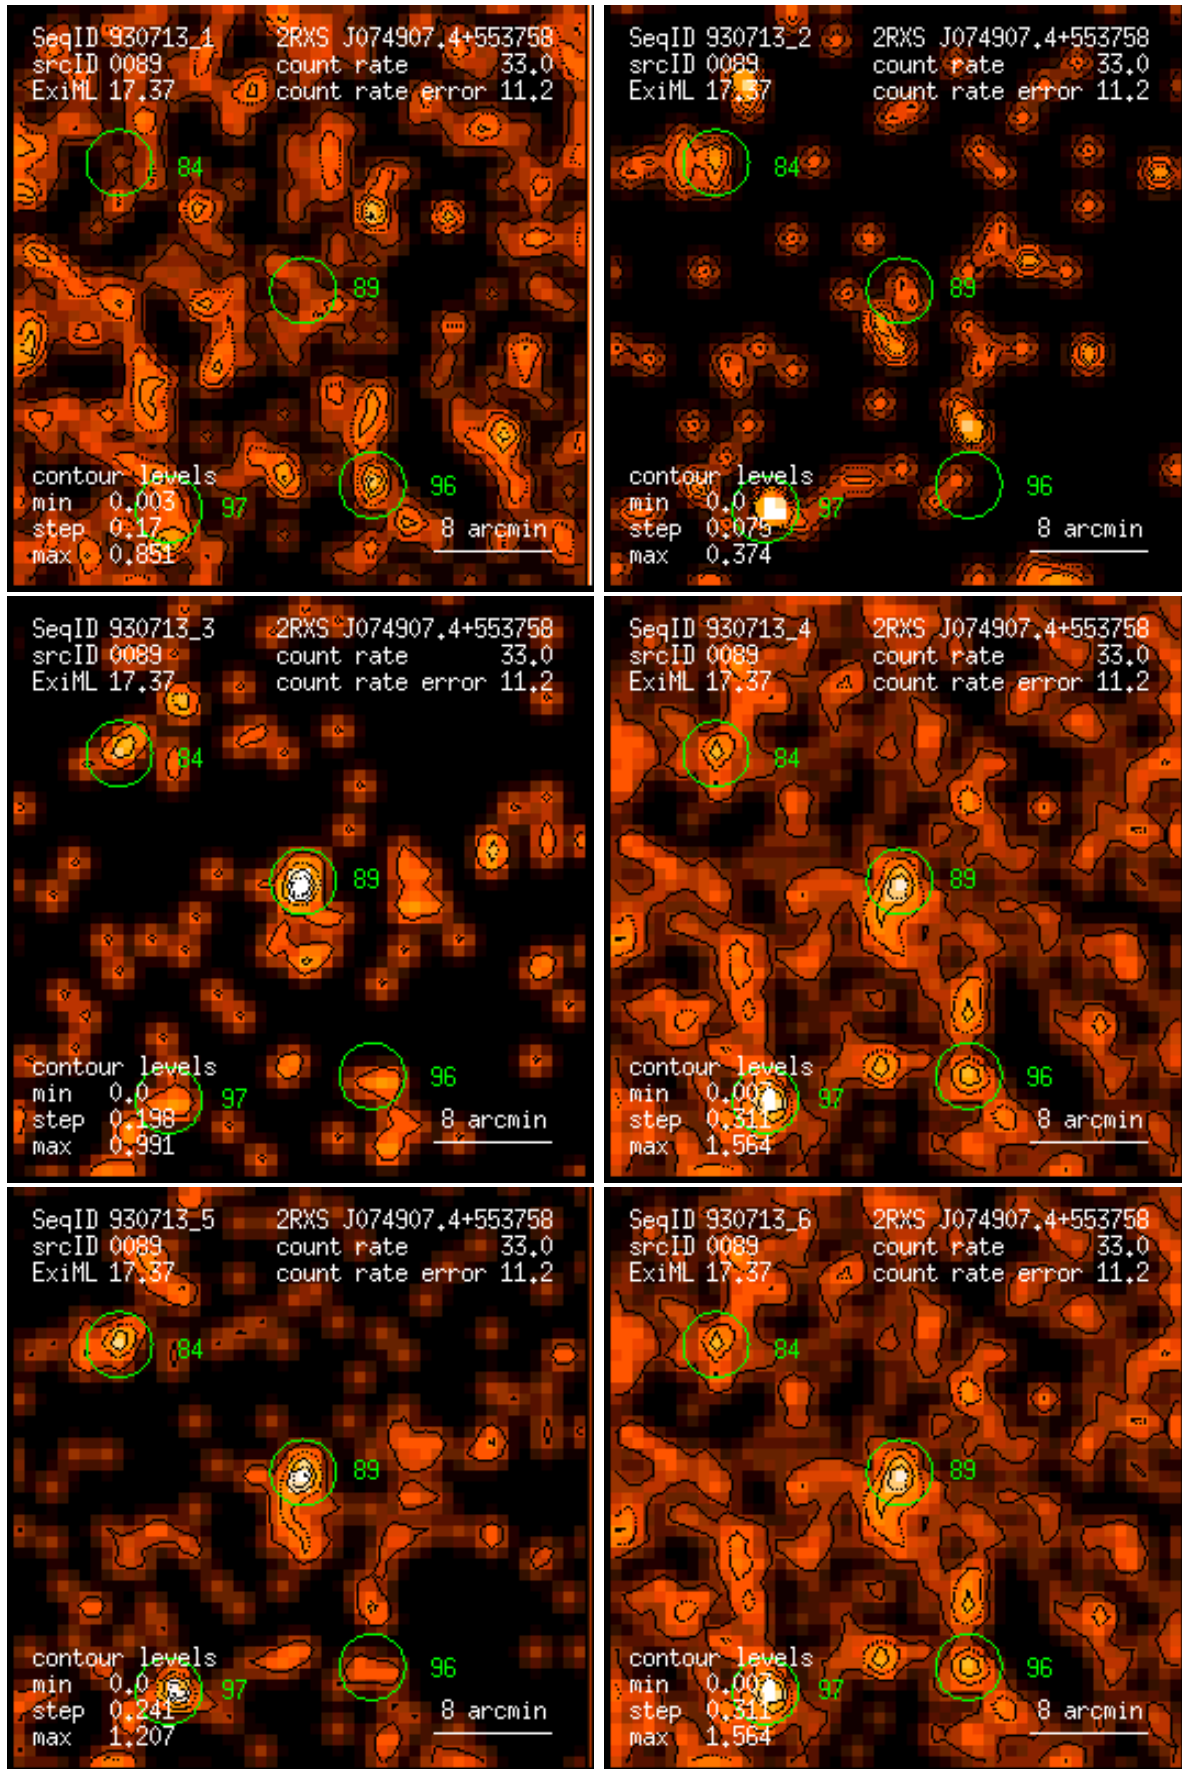 SeqID 930713_1 2RXS J074907.4+553758
srcID 0089 count rate 33.0
ExiML 17.37 count rate error 11.2
84
89
contour levels
min 0.003 97 96
step 0.17 8 arcmin
max 0.851
SeqID 930713_2 2RXS J074907.4+553758
srcID 0089 count rate 33.0
ExiML 17.37 count rate error 11.2
84
89
contour levels
min 0.0 97 96
step 0.075 8 arcmin
max 0.374
SeqID 930713_3 2RXS J074907.4+553758
srcID 0089 count rate 33.0
ExiML 17.37 count rate error 11.2
84
89
contour levels 96
min 0.0 97
step 0.198 8 arcmin
max 0.991
SeqID 930713_4 2RXS J074907.4+553758
srcID 0089 count rate 33.0
ExiML 17.37 count rate error 11.2
84
89
contour levels 96
min 0.007 97
step 0.311 8 arcmin
max 1.564
SeqID 930713_5 2RXS J074907.4+553758
srcID 0089 count rate 33.0
ExiML 17.37 count rate error 11.2
84
89
contour levels 96
min 0.0 97
step 0.241 8 arcmin
max 1.207
SeqID 930713_6 2RXS J074907.4+553758
srcID 0089 count rate 33.0
ExiML 17.37 count rate error 11.2
84
89
contour levels 96
min 0.007 97
step 0.311 8 arcmin
max 1.564